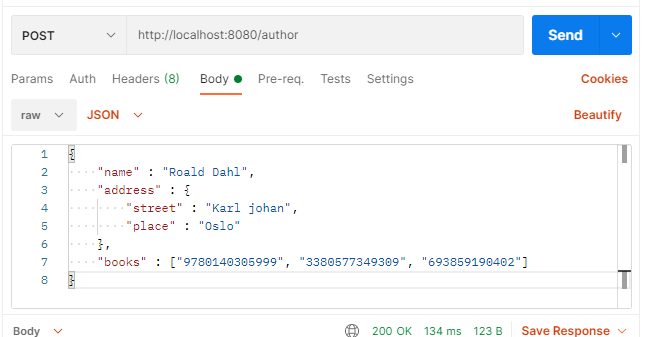 POST http://localhost:8080/author Send
Params Auth Headers (8) Body Pre-req. Tests Settings Cookies
raw JSON Beautify
1 {
2 "name" : "Roald Dahl",
3 "address" : {
4 "street" : "Karl johan",
5 "place" : "Oslo"
6 },
7 "books" : ["9780140305999", "3380577349309", "693859190402"]
8 }
Body 200 OK 134 ms 123 B Save Response